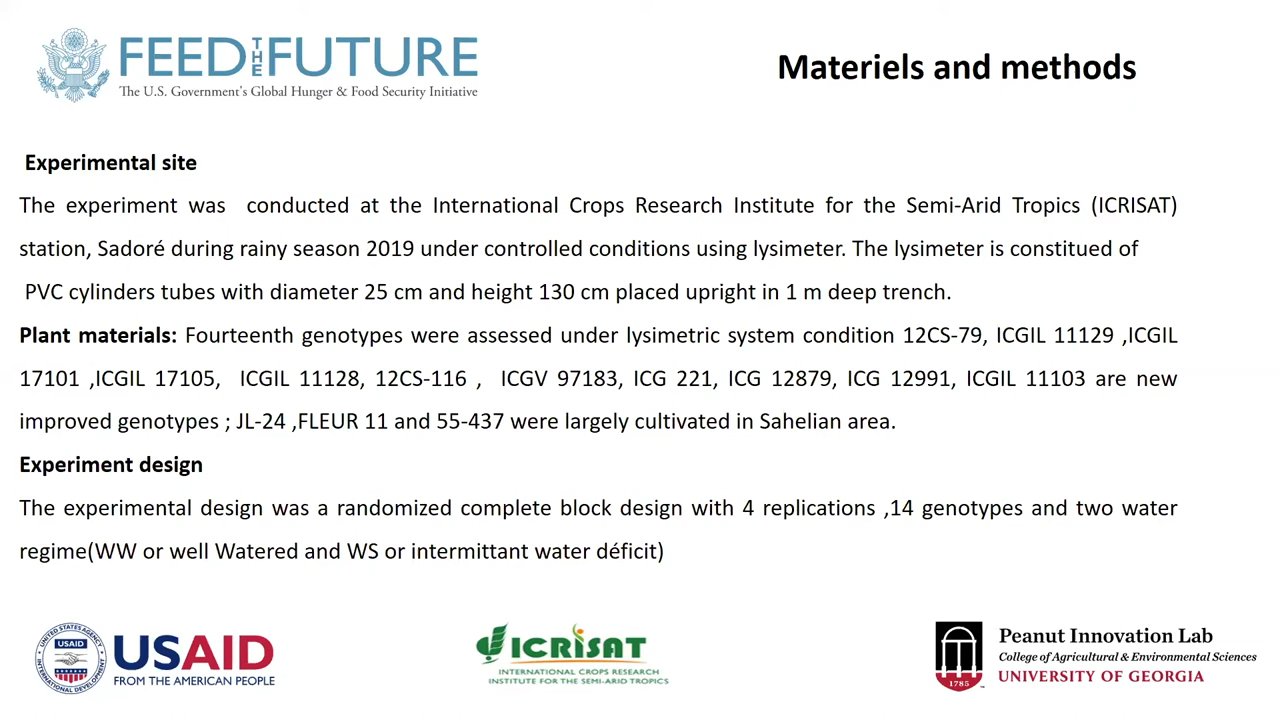 FEED THE FUTURE
The U.S. Government's Global Hunger & Food Security Initiative
Materiels and methods
Experimental site
The experiment was conducted at the International Crops Research Institute for the Semi-Arid Tropics (ICRISAT)
station, Sadoré during rainy season 2019 under controlled conditions using lysimeter. The lysimeter is constitued of
PVC cylinders tubes with diameter 25 cm and height 130 cm placed upright in 1 m deep trench.
Plant materials: Fourteenth genotypes were assessed under lysimetric system condition 12CS-79, ICGIL 11129 ,ICGIL
17101 ,ICGIL 17105, ICGIL 11128, 12CS-116 , ICGV 97183, ICG 221, ICG 12879, ICG 12991, ICGIL 11103 are new
improved genotypes ; JL-24 ,FLEUR 11 and 55-437 were largely cultivated in Sahelian area.
Experiment design
The experimental design was a randomized complete block design with 4 replications ,14 genotypes and two water
regime(WW or well Watered and WS or intermittant water déficit)
UNITED STATES AGENCY
USAID
INTERNATIONAL DEVELOPMENT
USAID
FROM THE AMERICAN PEOPLE
ICRISAT
INTERNATIONAL CROPS RESEARCH
INSTITUTE FOR THE SEMI-ARID TROPICS
1785
Peanut Innovation Lab
College of Agricultural & Environmental Sciences
UNIVERSITY OF GEORGIA